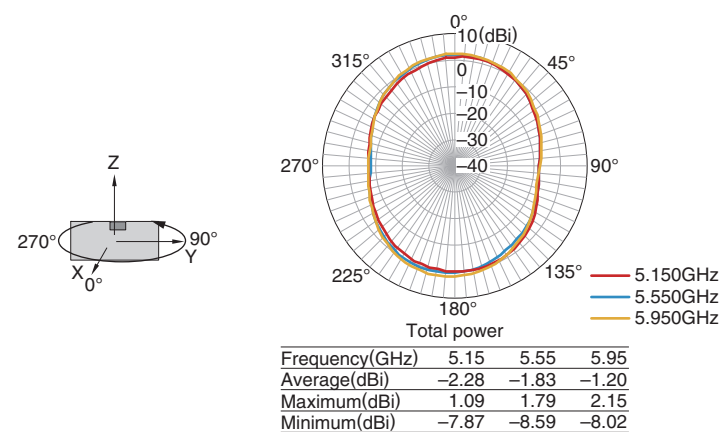 Z
270°
90°
Y
X
0°
0°
10(dBi)
315°
45°
0
–10
–20
–30
270°
–40
90°
225°
135°
180°
5.150GHz
5.550GHz
5.950GHz
Total power
Frequency(GHz) 5.15 5.55 5.95
Average(dBi) –2.28 –1.83 –1.20
Maximum(dBi) 1.09 1.79 2.15
Minimum(dBi) –7.87 –8.59 –8.02